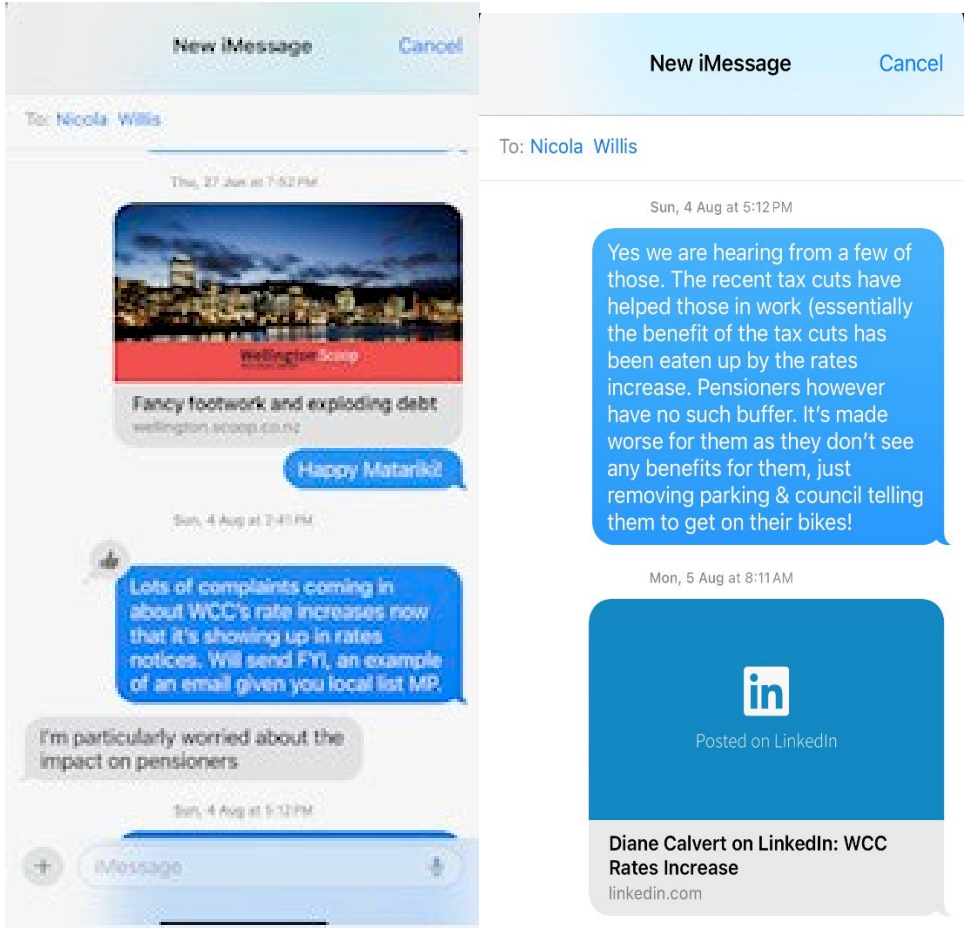 New iMessage
Cancel
To: Nicola Willis
Thu, 27 Jun at 7:52 PM
WellingtonScoop
Fancy footwork and exploding debt
wellington.scoop.co.nz
Happy Matariki!
Sun, 4 Aug at 2:41 PM
Lots of complaints coming in
about WCC's rate increases now
that it's showing up in rates
notices. Will send FYI, an example
of an email given you local list MP.
I'm particularly worried about the
impact on pensioners
Sun, 4 Aug at 5:12 PM
iMessage
New iMessage
Cancel
To: Nicola Willis
Sun, 4 Aug at 5:12 PM
Yes we are hearing from a few of
those. The recent tax cuts have
helped those in work (essentially
the benefit of the tax cuts has
been eaten up by the rates
increase. Pensioners however
have no such buffer. It's made
worse for them as they don't see
any benefits for them, just
removing parking & council telling
them to get on their bikes!
Mon, 5 Aug at 8:11 AM
in
Posted on LinkedIn
Diane Calvert on LinkedIn: WCC
Rates Increase
linkedin.com